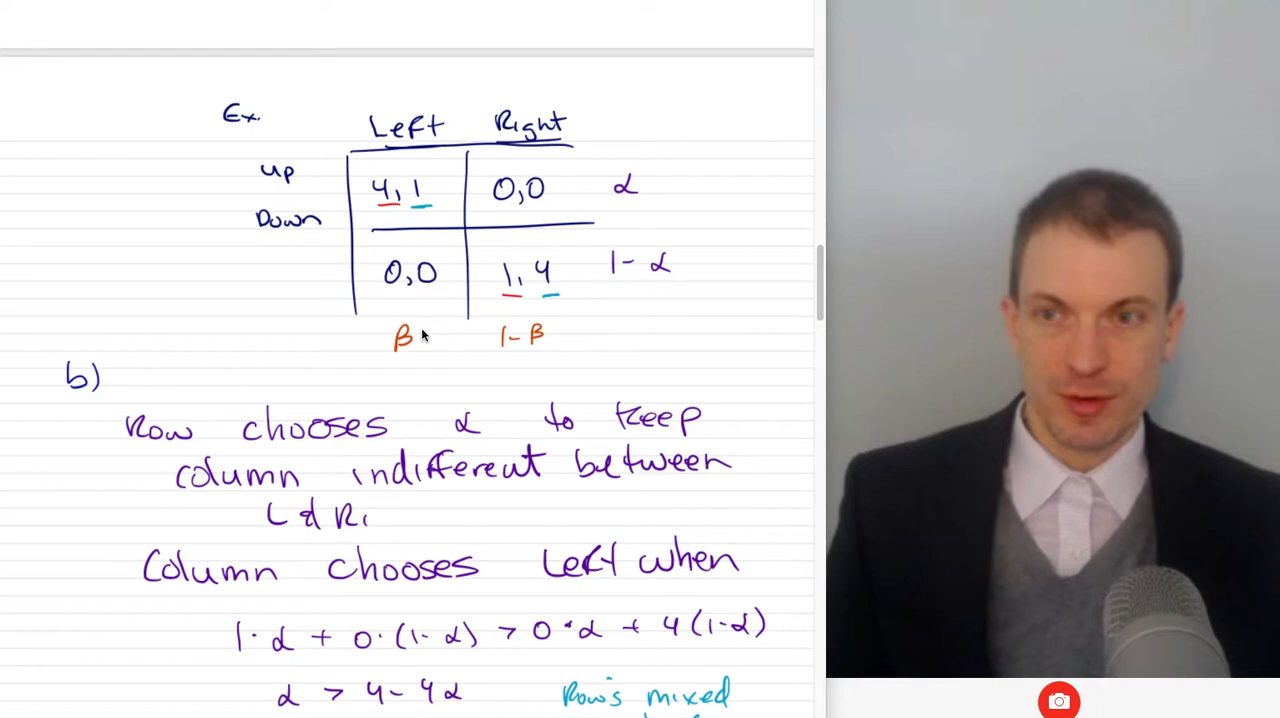 Ex.
Left Right
Up 4,1 0,0 α
Down
0,0 1,4 1-α
β 1-β
b)
Row chooses α to keep
column indifferent between
L d R.
Column chooses Left when
1·α + 0·(1-α) > 0·α + 4(1-α)
α > 4-4α Row's mixed